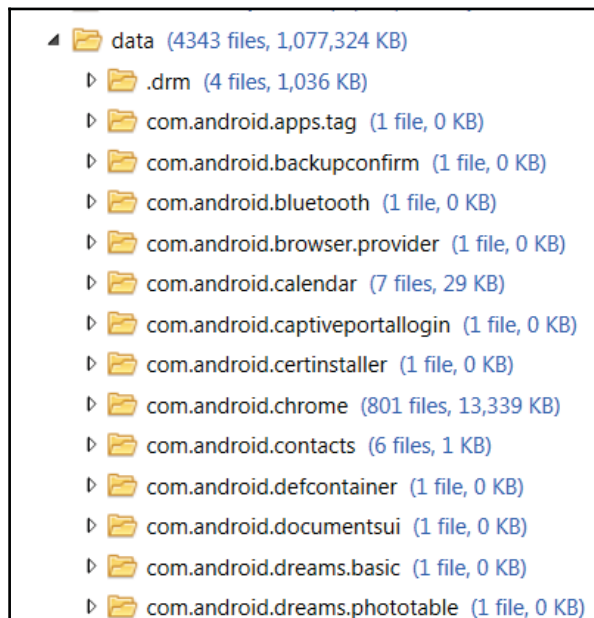 data (4343 files, 1,077,324 KB)
.drm (4 files, 1,036 KB)
com.android.apps.tag (1 file, 0 KB)
com.android.backupconfirm (1 file, 0 KB)
com.android.bluetooth (1 file, 0 KB)
com.android.browser.provider (1 file, 0 KB)
com.android.calendar (7 files, 29 KB)
com.android.captiveportallogin (1 file, 0 KB)
com.android.certinstaller (1 file, 0 KB)
com.android.chrome (801 files, 13,339 KB)
com.android.contacts (6 files, 1 KB)
com.android.defcontainer (1 file, 0 KB)
com.android.documentsui (1 file, 0 KB)
com.android.dreams.basic (1 file, 0 KB)
com.android.dreams.phototable (1 file, 0 KB)